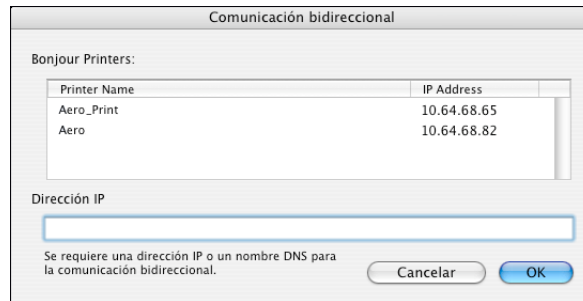 Comunicación bidireccional
Bonjour Printers:
Printer Name IP Address
Aero_Print 10.64.68.65
Aero 10.64.68.82
Dirección IP
Se requiere una dirección IP o un nombre DNS para
la comunicación bidireccional.
Cancelar OK